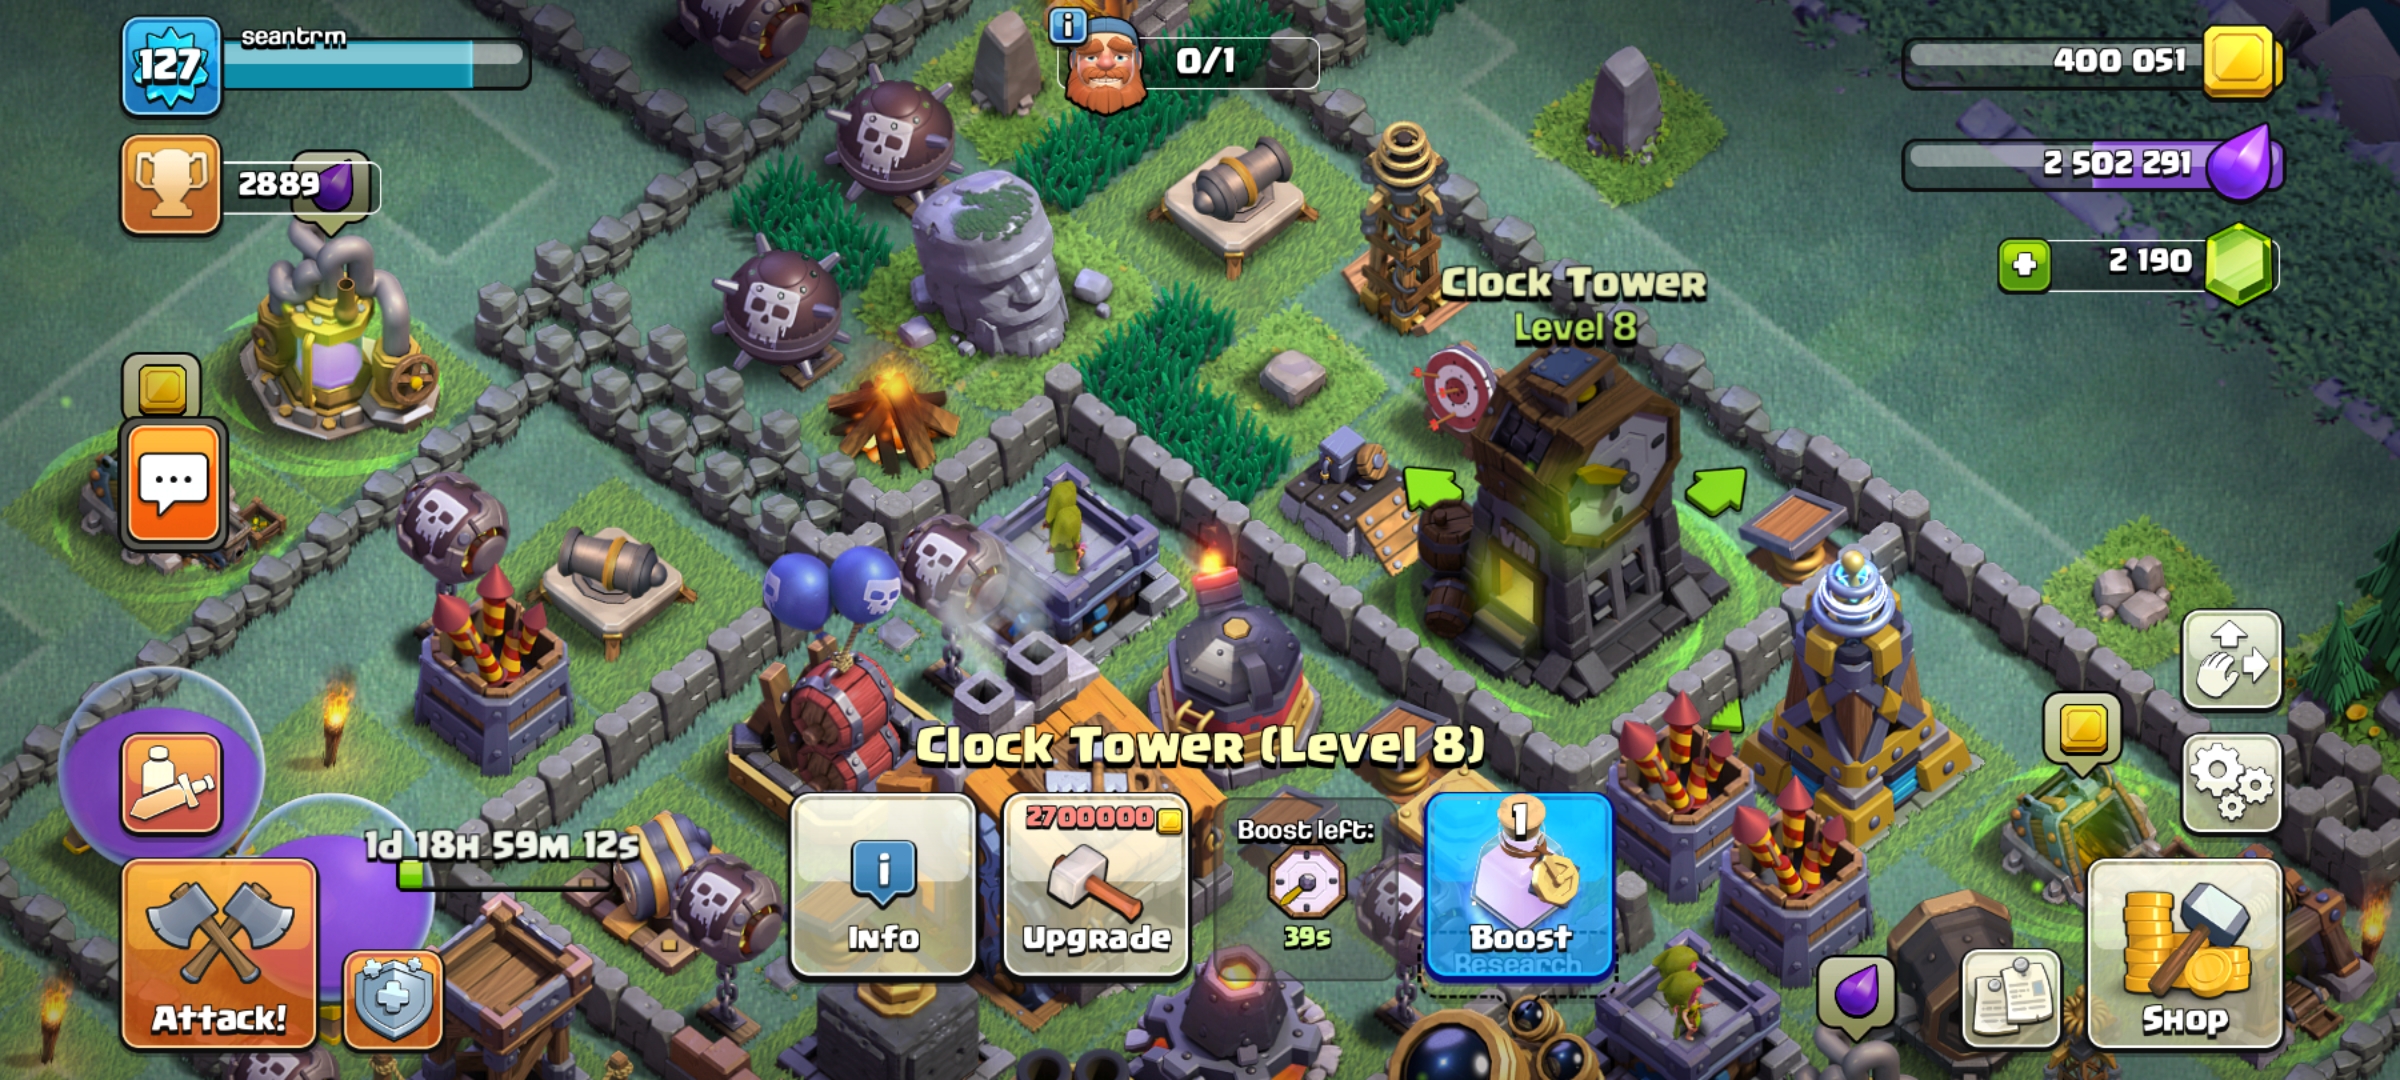 127
seantrm
0/1
400 051
2889
2 502 291
2 190
Clock Tower
Level 8
VIII
Clock Tower (Level 8)
1d 18h 59m 12s
Info
2700000
Upgrade
Boost left:
39s
1
Boost
Research
Attack!
Shop